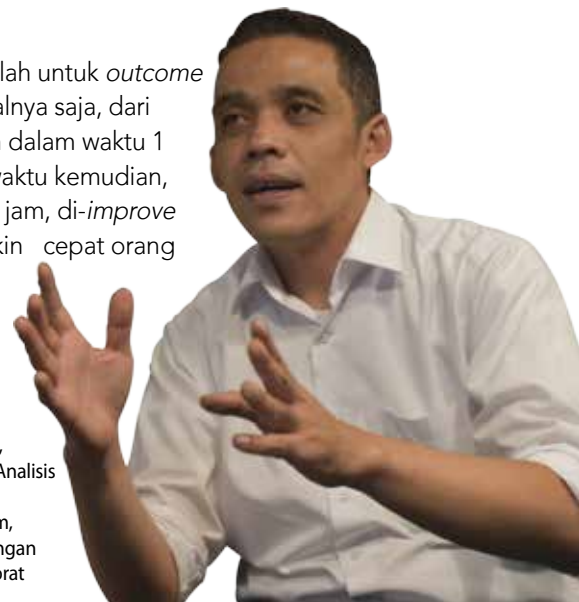 lah untuk outcome
alnya saja, dari
dalam waktu 1
waktu kemudian,
jam, di-improve
kin cepat orang
Analisis
m,
ngan
orat